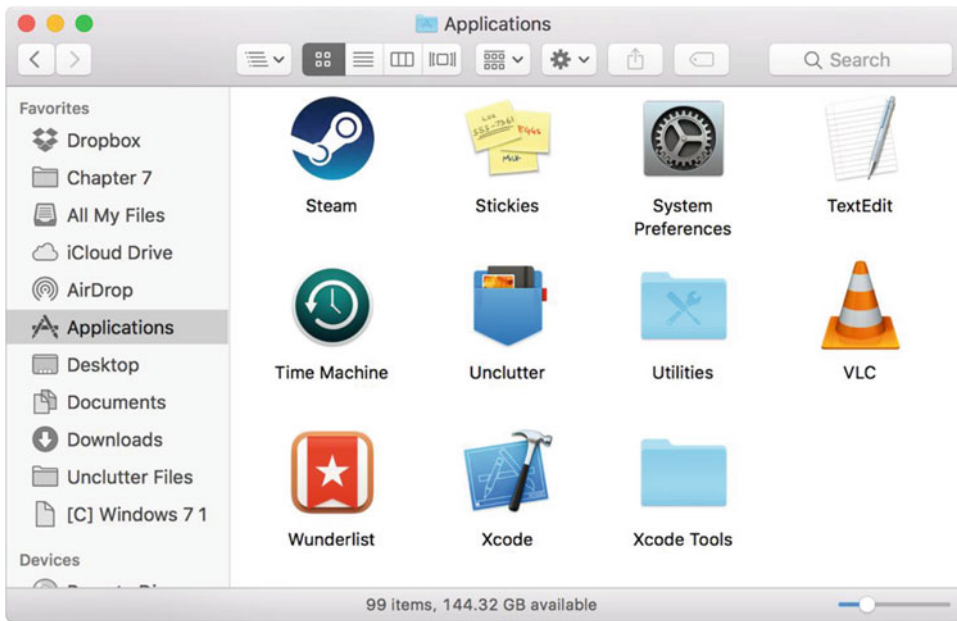 Applications
Search
Favorites
Dropbox
Chapter 7
All My Files
iCloud Drive
AirDrop
Applications
Desktop
Documents
Downloads
Unclutter Files
[C] Windows 7 1
Devices
Steam
Stickies
System
Preferences
TextEdit
Time Machine
Unclutter
Utilities
VLC
Wunderlist
Xcode
Xcode Tools
EGGS
MILK
99 items, 144.32 GB available